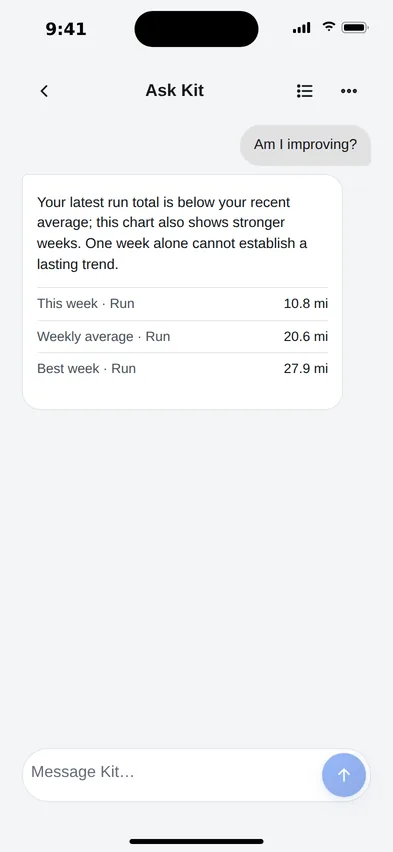 9:41
Ask Kit
Am I improving?
Your latest run total is below your recent
average; this chart also shows stronger
weeks. One week alone cannot establish a
lasting trend.
This week · Run 10.8 mi
Weekly average · Run 20.6 mi
Best week · Run 27.9 mi
Message Kit…